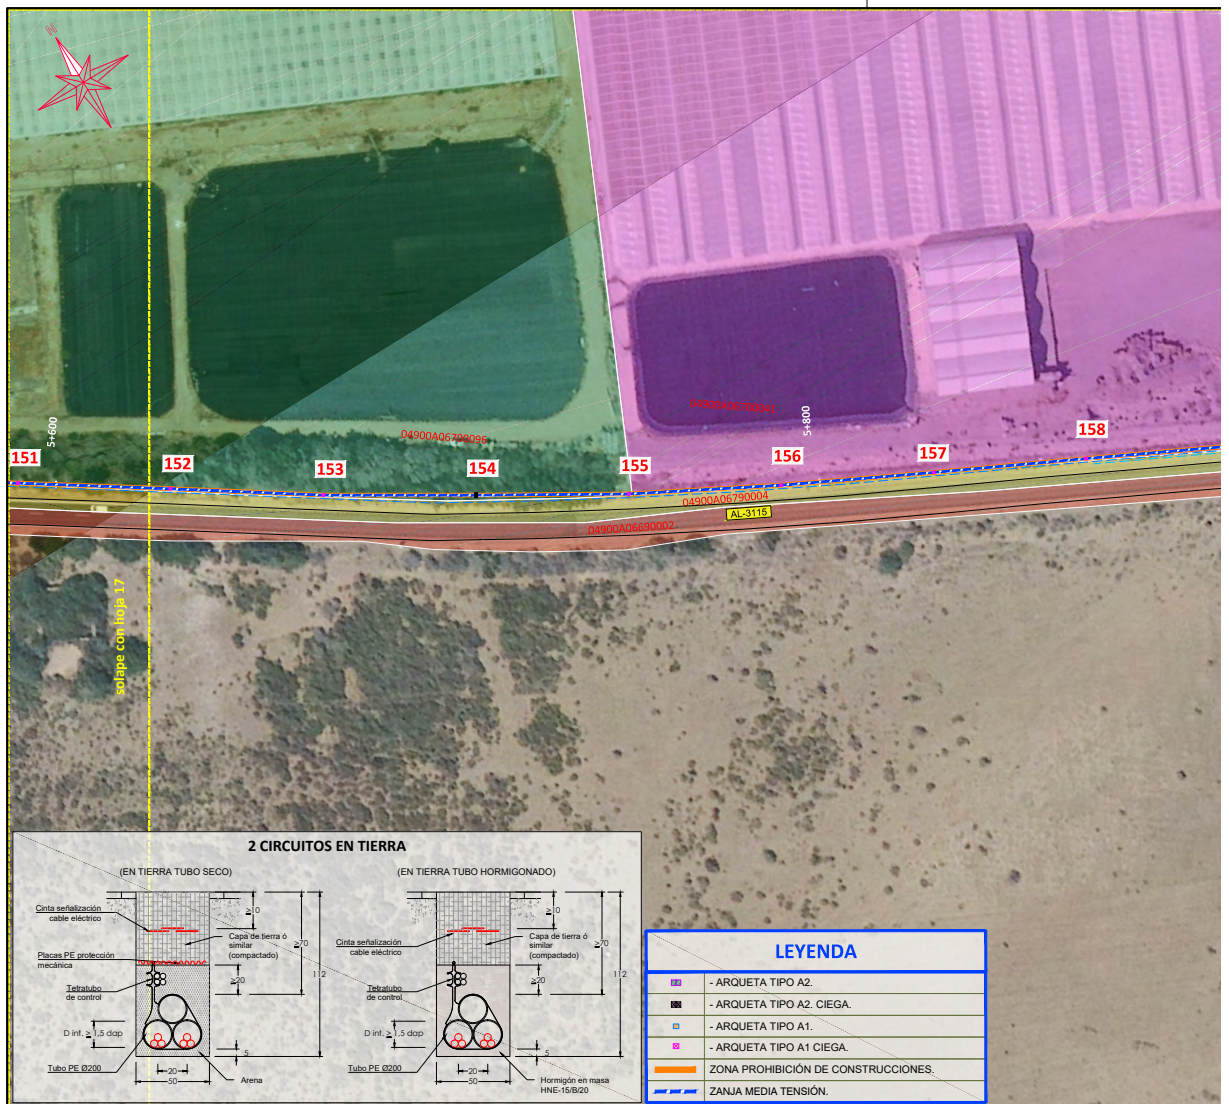 N
5+600
5+800
04900A06700096
151
152
153
154
155
156
157
158
04900A06790004
AL-3115
04900A06690002
solape con hoja 17
2 CIRCUITOS EN TIERRA
(EN TIERRA TUBO SECO)
Cinta señalización
cable eléctrico
Placas PE protección
mecánica
Tetratubo
de control
D int. ≥ 1,5 dap
Tubo PE Ø200
Capa de tierra ó
similar
(compactado)
Arena
≥10
≥70
≥20
112
5
20
50
(EN TIERRA TUBO HORMIGONADO)
Cinta señalización
cable eléctrico
Tetratubo
de control
D int. ≥ 1,5 dap
Tubo PE Ø200
Capa de tierra ó
similar
(compactado)
Hormigón en masa
HNE-15/B/20
≥10
≥70
≥20
112
5
20
50
LEYENDA
- ARQUETA TIPO A2.
- ARQUETA TIPO A2. CIEGA.
- ARQUETA TIPO A1.
- ARQUETA TIPO A1 CIEGA.
ZONA PROHIBICIÓN DE CONSTRUCCIONES.
ZANJA MEDIA TENSIÓN.